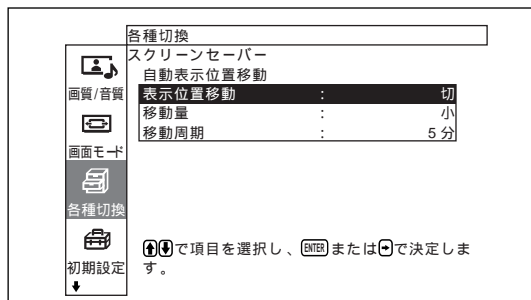 各種切換
スクリーンセーバー
自動表示位置移動
表示位置移動 : 切
移動量 : 小
移動周期 : 5分
画質/音質
画面モード
各種切換
初期設定
で項目を選択し、ENTERまたはで決定しま
す。